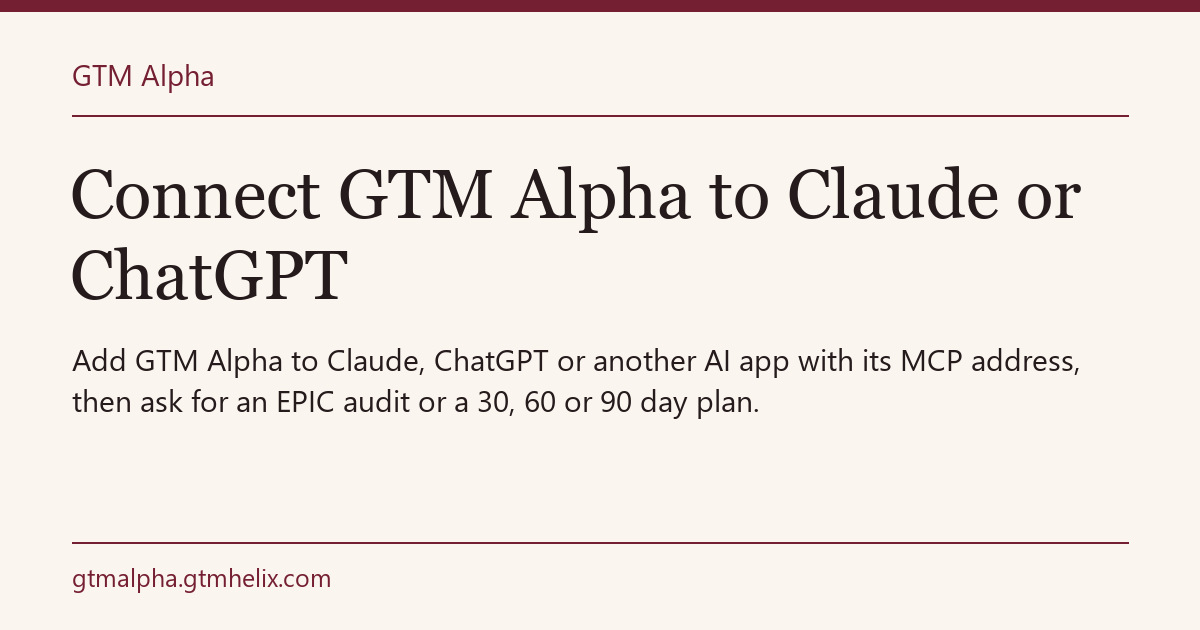 GTM Alpha
Connect GTM Alpha to Claude or
ChatGPT
Add GTM Alpha to Claude, ChatGPT or another AI app with its MCP address,
then ask for an EPIC audit or a 30, 60 or 90 day plan.
gtmalpha.gtmhelix.com